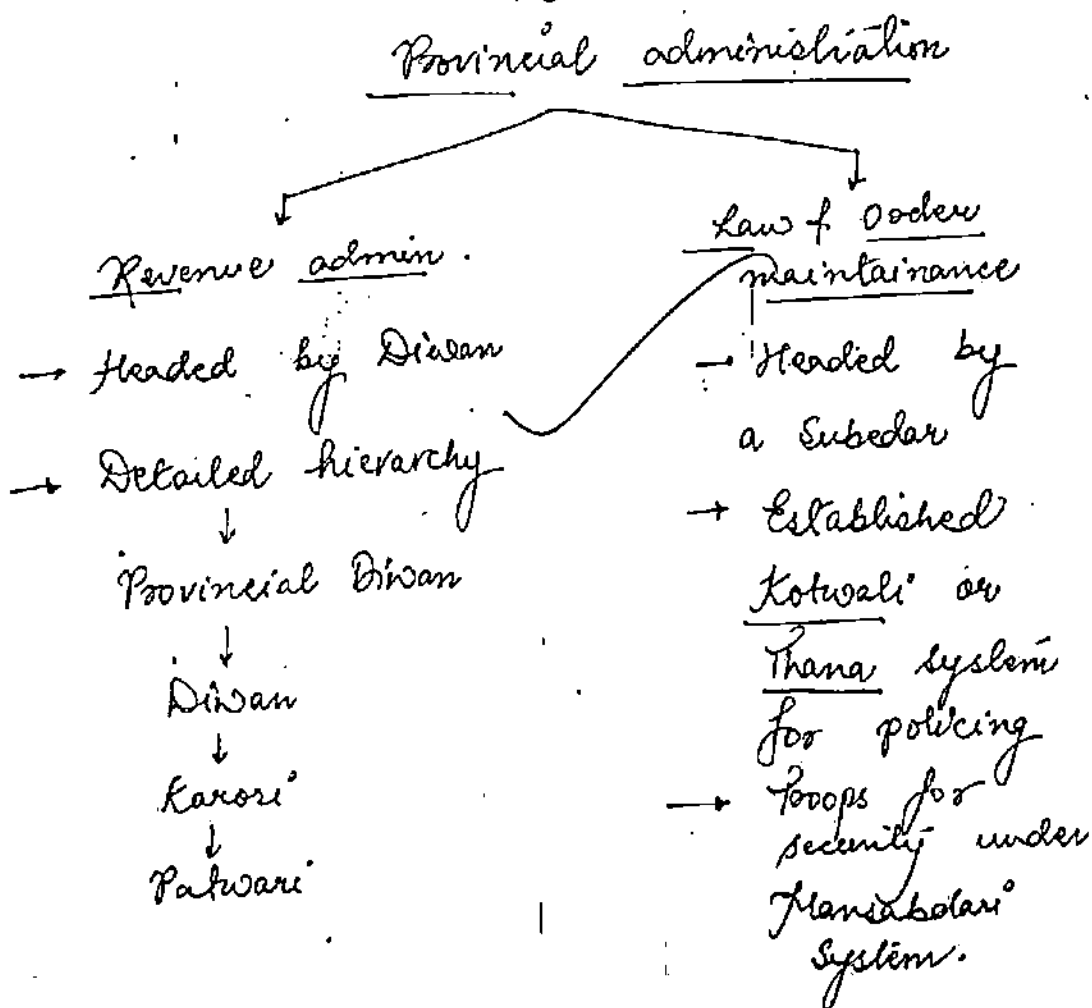 Provincial administration
Revenue admin.
→ Headed by Diwan
→ Detailed hierarchy
↓
Provincial Diwan
↓
Diwan
↓
Karori
↓
Patwari
Law & Order
maintainance
→ Headed by
a Subedar
→ Established
Kotwali or
Thana system
for policing
→ Troops for
security under
Mansabdari
system.